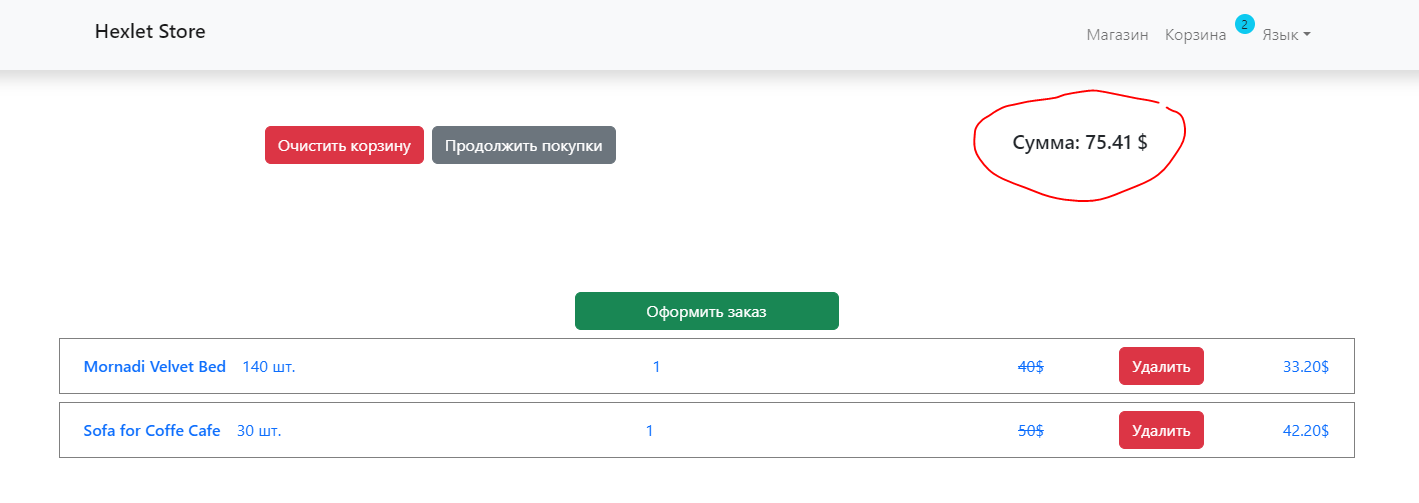 Hexlet Store Магазин Корзина 2 Язык
Очистить корзину Продолжить покупки Сумма: 75.41 $
Оформить заказ
Mornadi Velvet Bed 140 шт. 1 40$ Удалить 33.20$
Sofa for Coffe Cafe 30 шт. 1 50$ Удалить 42.20$